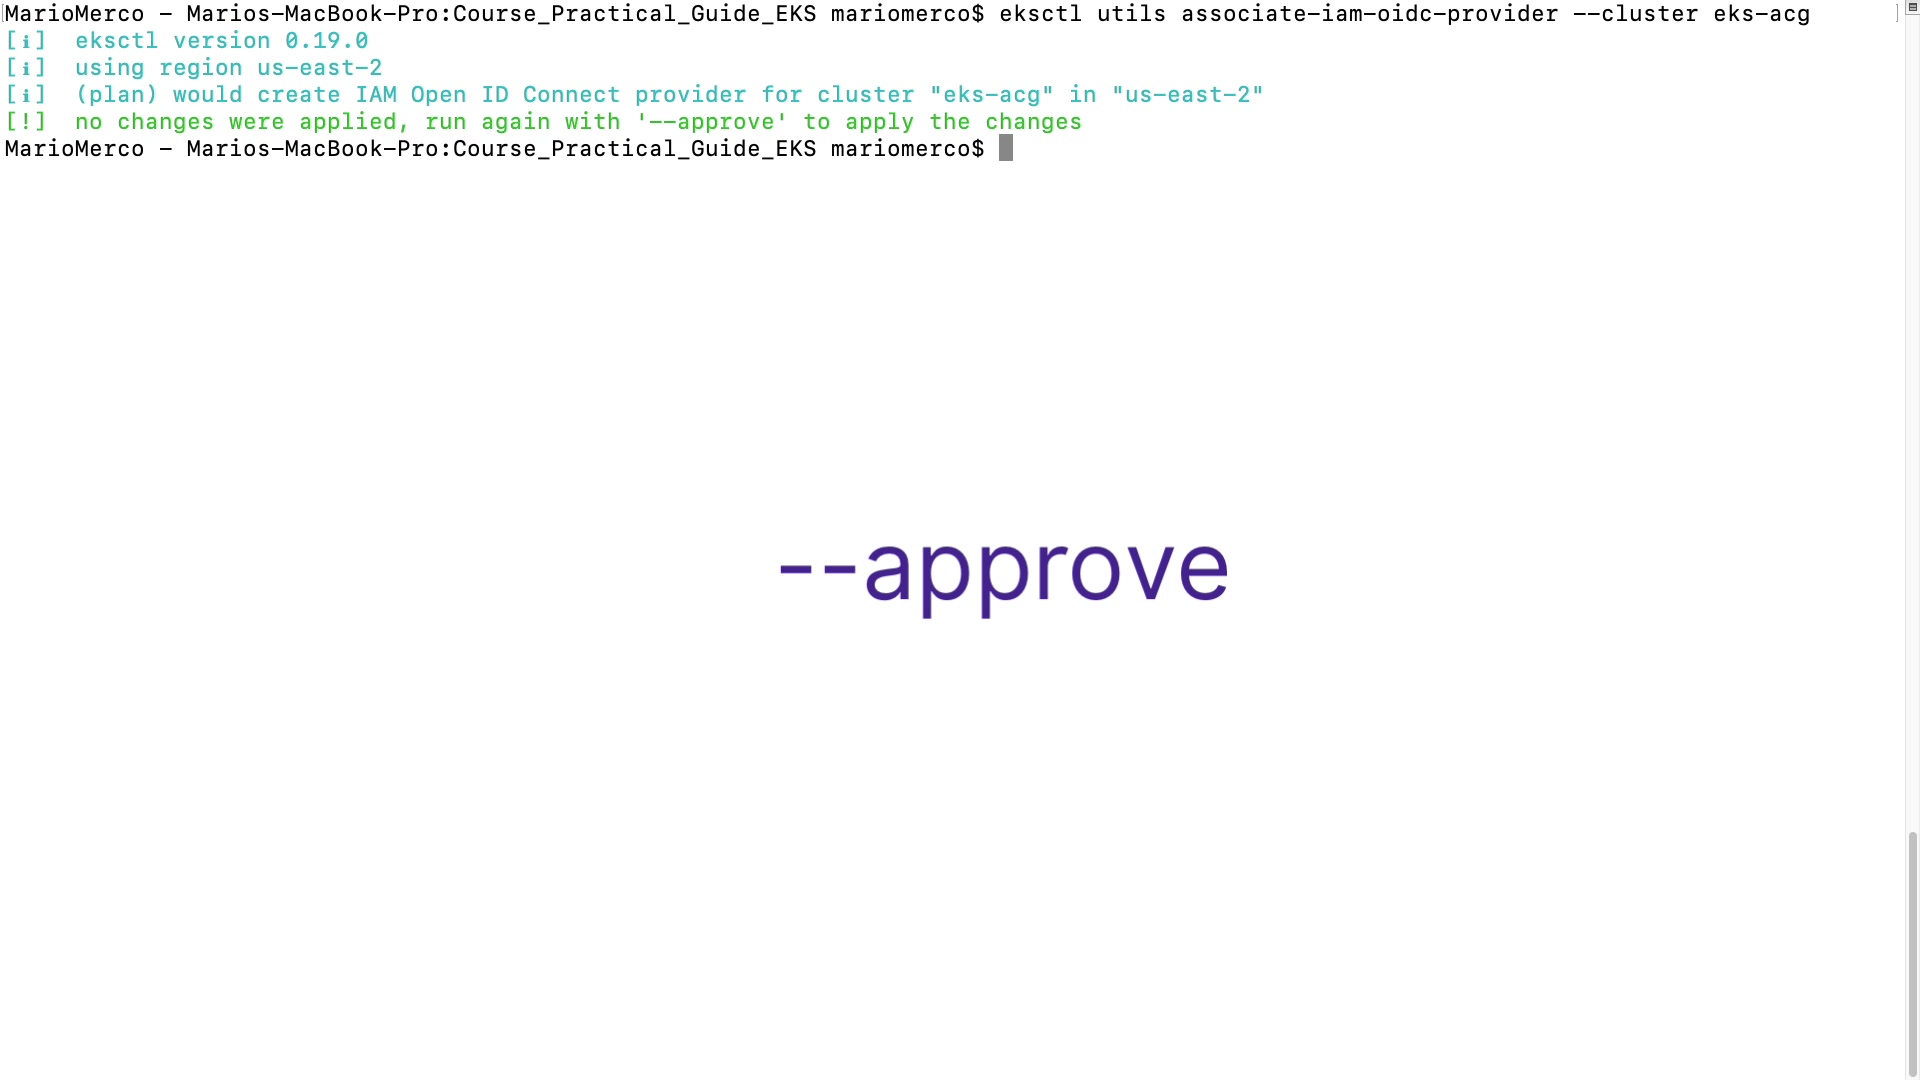 MarioMerco - Marios-MacBook-Pro:Course_Practical_Guide_EKS mariomerco$ eksctl utils associate-iam-oidc-provider --cluster eks-acg
[ℹ]  eksctl version 0.19.0
[ℹ]  using region us-east-2
[ℹ]  (plan) would create IAM Open ID Connect provider for cluster "eks-acg" in "us-east-2"
[!]  no changes were applied, run again with '--approve' to apply the changes
MarioMerco - Marios-MacBook-Pro:Course_Practical_Guide_EKS mariomerco$
--approve